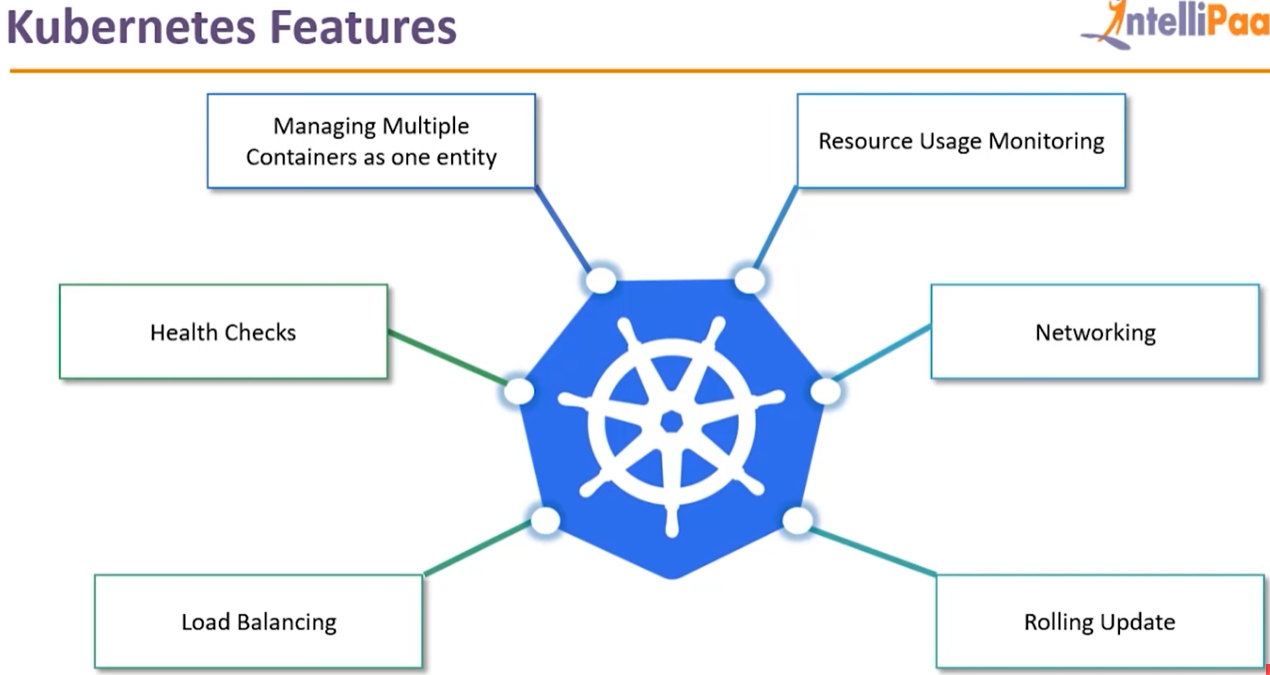 Kubernetes Features
IntelliPaa
Managing Multiple
Containers as one entity
Resource Usage Monitoring
Health Checks
Networking
Load Balancing
Rolling Update